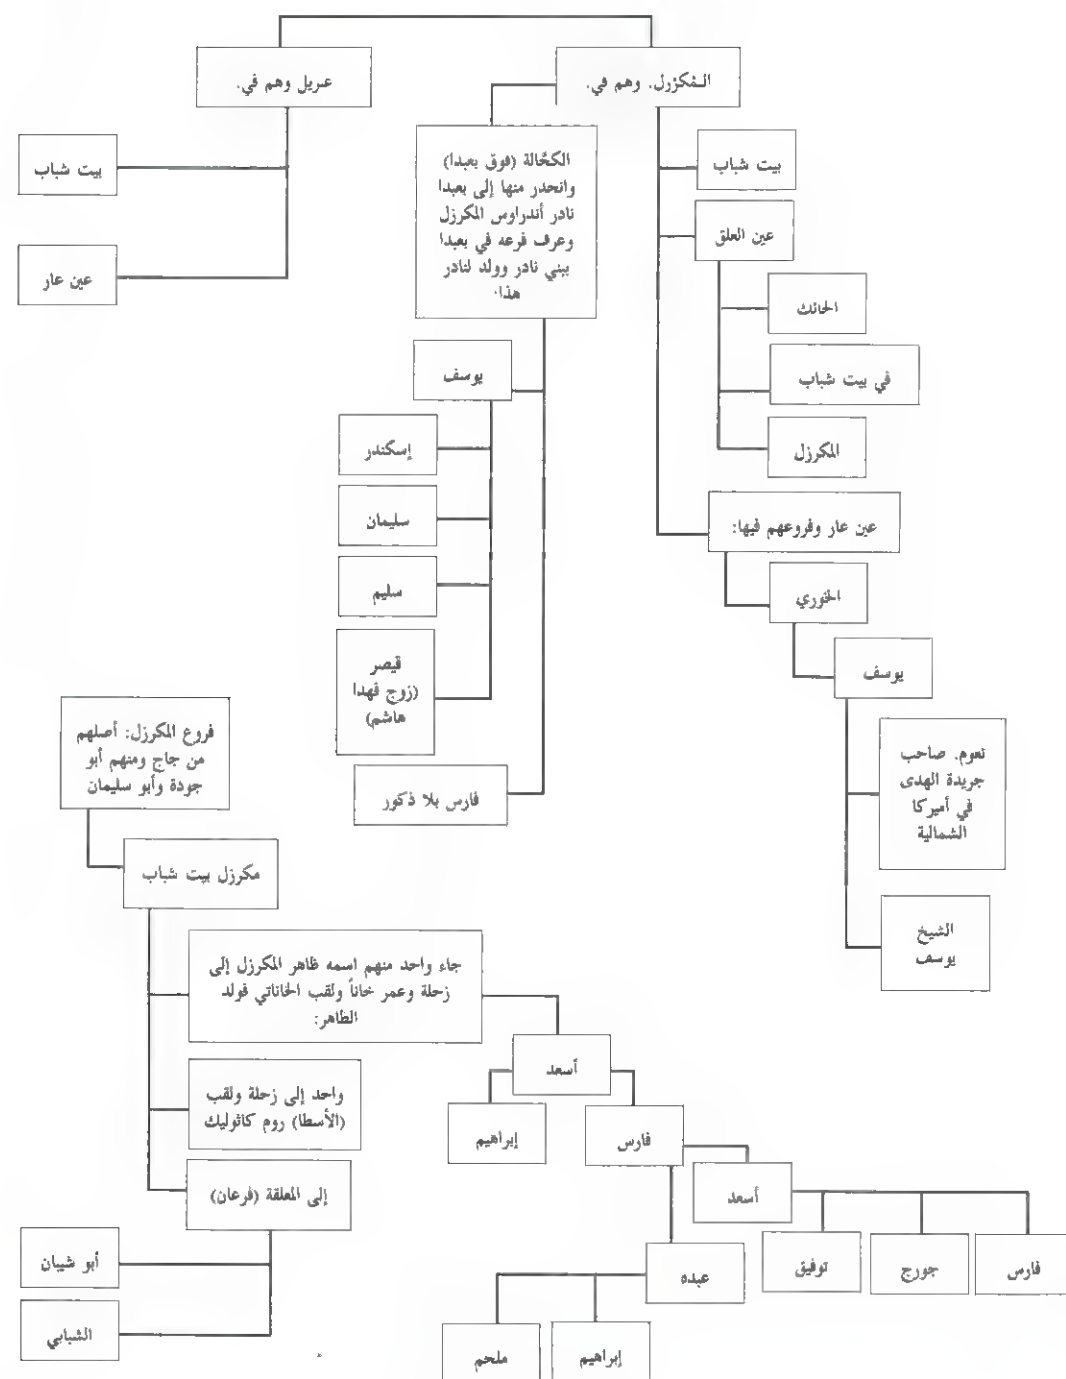 المُكرزل. وهم في.
عريل وهم في.
بيت شباب
عين عار
الكحّالة (فوق بعبدا)
وانحدر منها إلى بعبدا
نادر أندراوس المكرزل
وعرف فرعه في بعبدا
ببني نادر وولد لنادر
هذا:
بيت شباب
عين العلق
الحائك
في بيت شباب
المكرزل
عين عار وفروعهم فيها:
الخوري
يوسف
نعوم. صاحب
جريدة الهدى
في أميركا
الشمالية
الشيخ
يوسف
يوسف
إسكندر
سليمان
سليم
قيصر
(زوج فهدا
هاشم)
فارس بلا ذكور
فروع المكرزل: أصلهم
من جاج ومنهم أبو
جودة وأبو سليمان
مكرزل بيت شباب
جاء واحد منهم اسمه ظاهر المكرزل إلى
زحلة وعمر خاناً ولقب الخاناتي فولد
الظاهر:
واحد إلى زحلة ولقب
(الأسطا) روم كاثوليك
إلى المعلقة (فرعان)
أبو شيبان
الشبابي
أسعد
إبراهيم
فارس
أسعد
فارس
جورج
توفيق
عبده
إبراهيم
ملحم